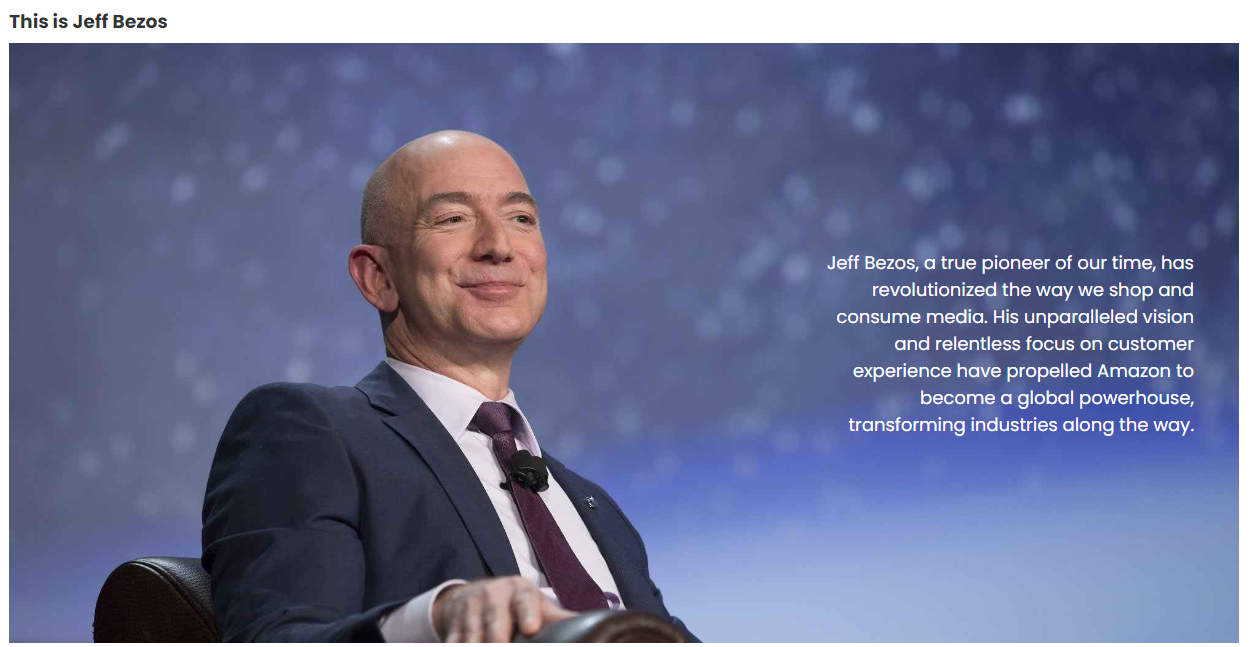 This is Jeff Bezos
Jeff Bezos, a true pioneer of our time, has
revolutionized the way we shop and
consume media. His unparalleled vision
and relentless focus on customer
experience have propelled Amazon to
become a global powerhouse,
transforming industries along the way.